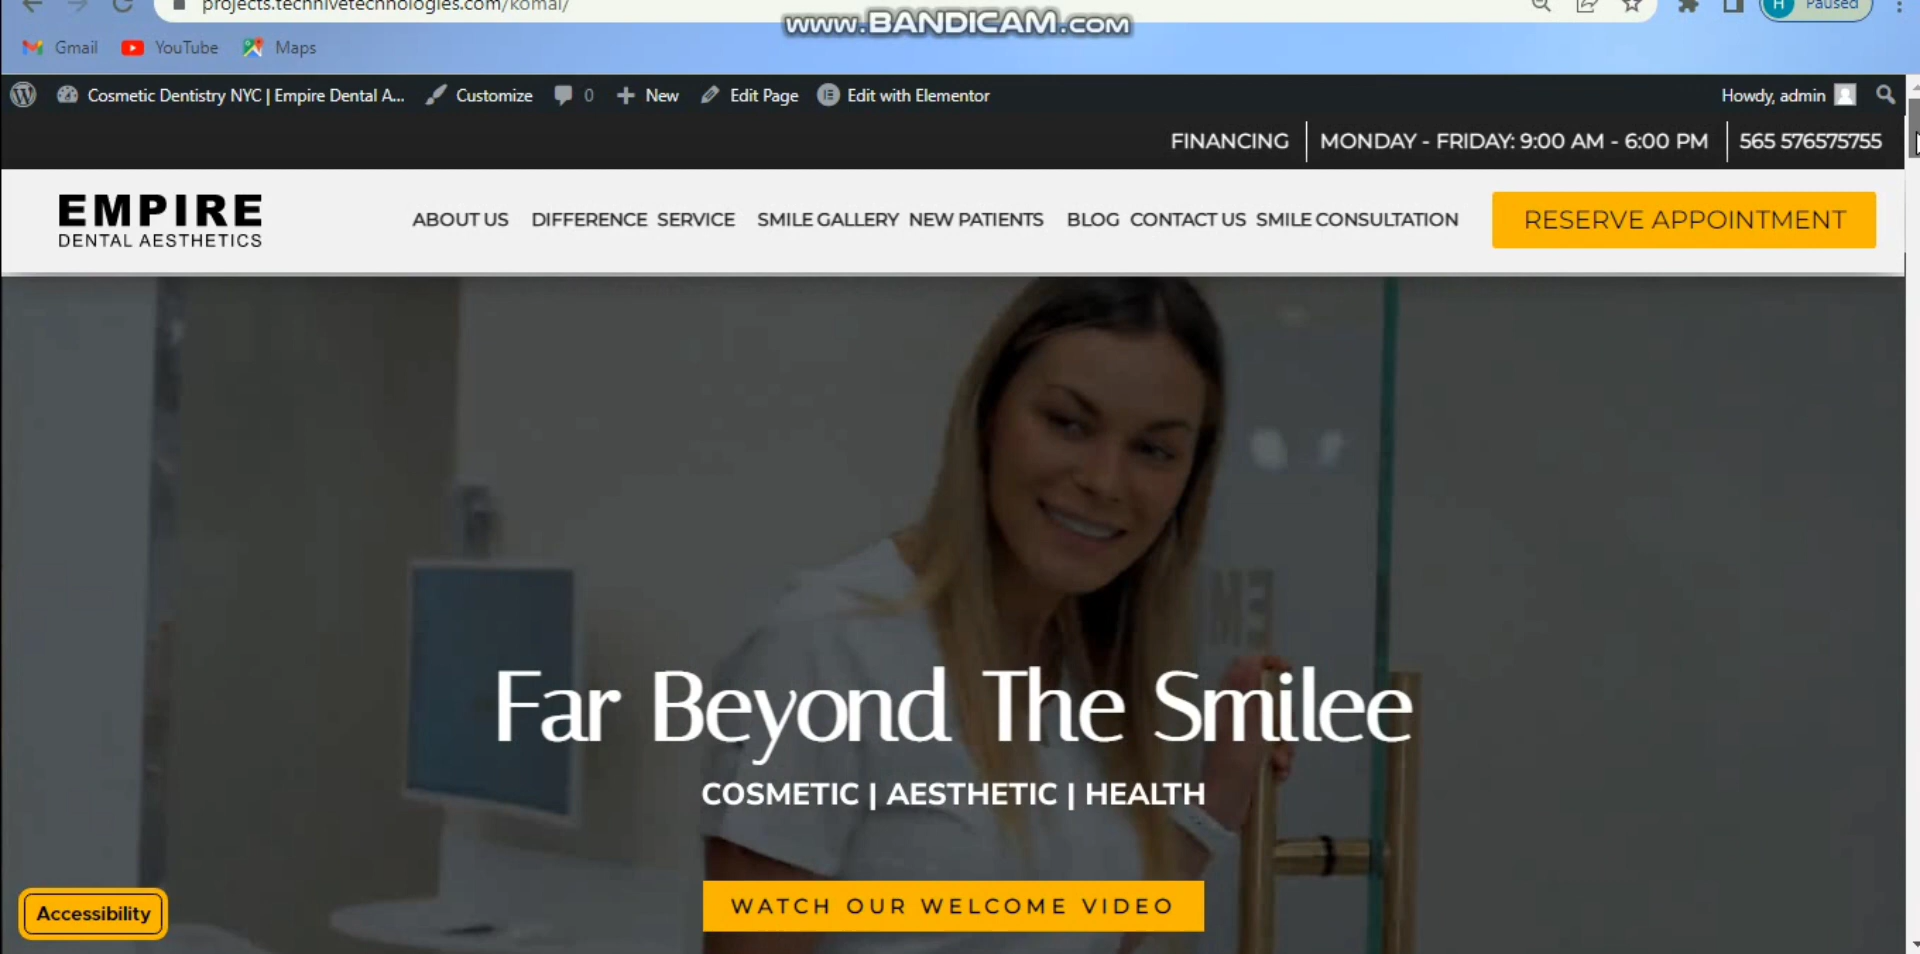 projects.technivetechnologies.com/komal/
Paused
www.BANDICAM.com
Gmail YouTube Maps
Cosmetic Dentistry NYC | Empire Dental A... Customize 0 New Edit Page Edit with Elementor Howdy, admin
FINANCING MONDAY - FRIDAY: 9:00 AM - 6:00 PM 565 576575755
EMPIRE
DENTAL AESTHETICS
ABOUT US DIFFERENCE SERVICE SMILE GALLERY NEW PATIENTS BLOG CONTACT US SMILE CONSULTATION RESERVE APPOINTMENT
EM
Far Beyond The Smilee
COSMETIC | AESTHETIC | HEALTH
WATCH OUR WELCOME VIDEO
Accessibility